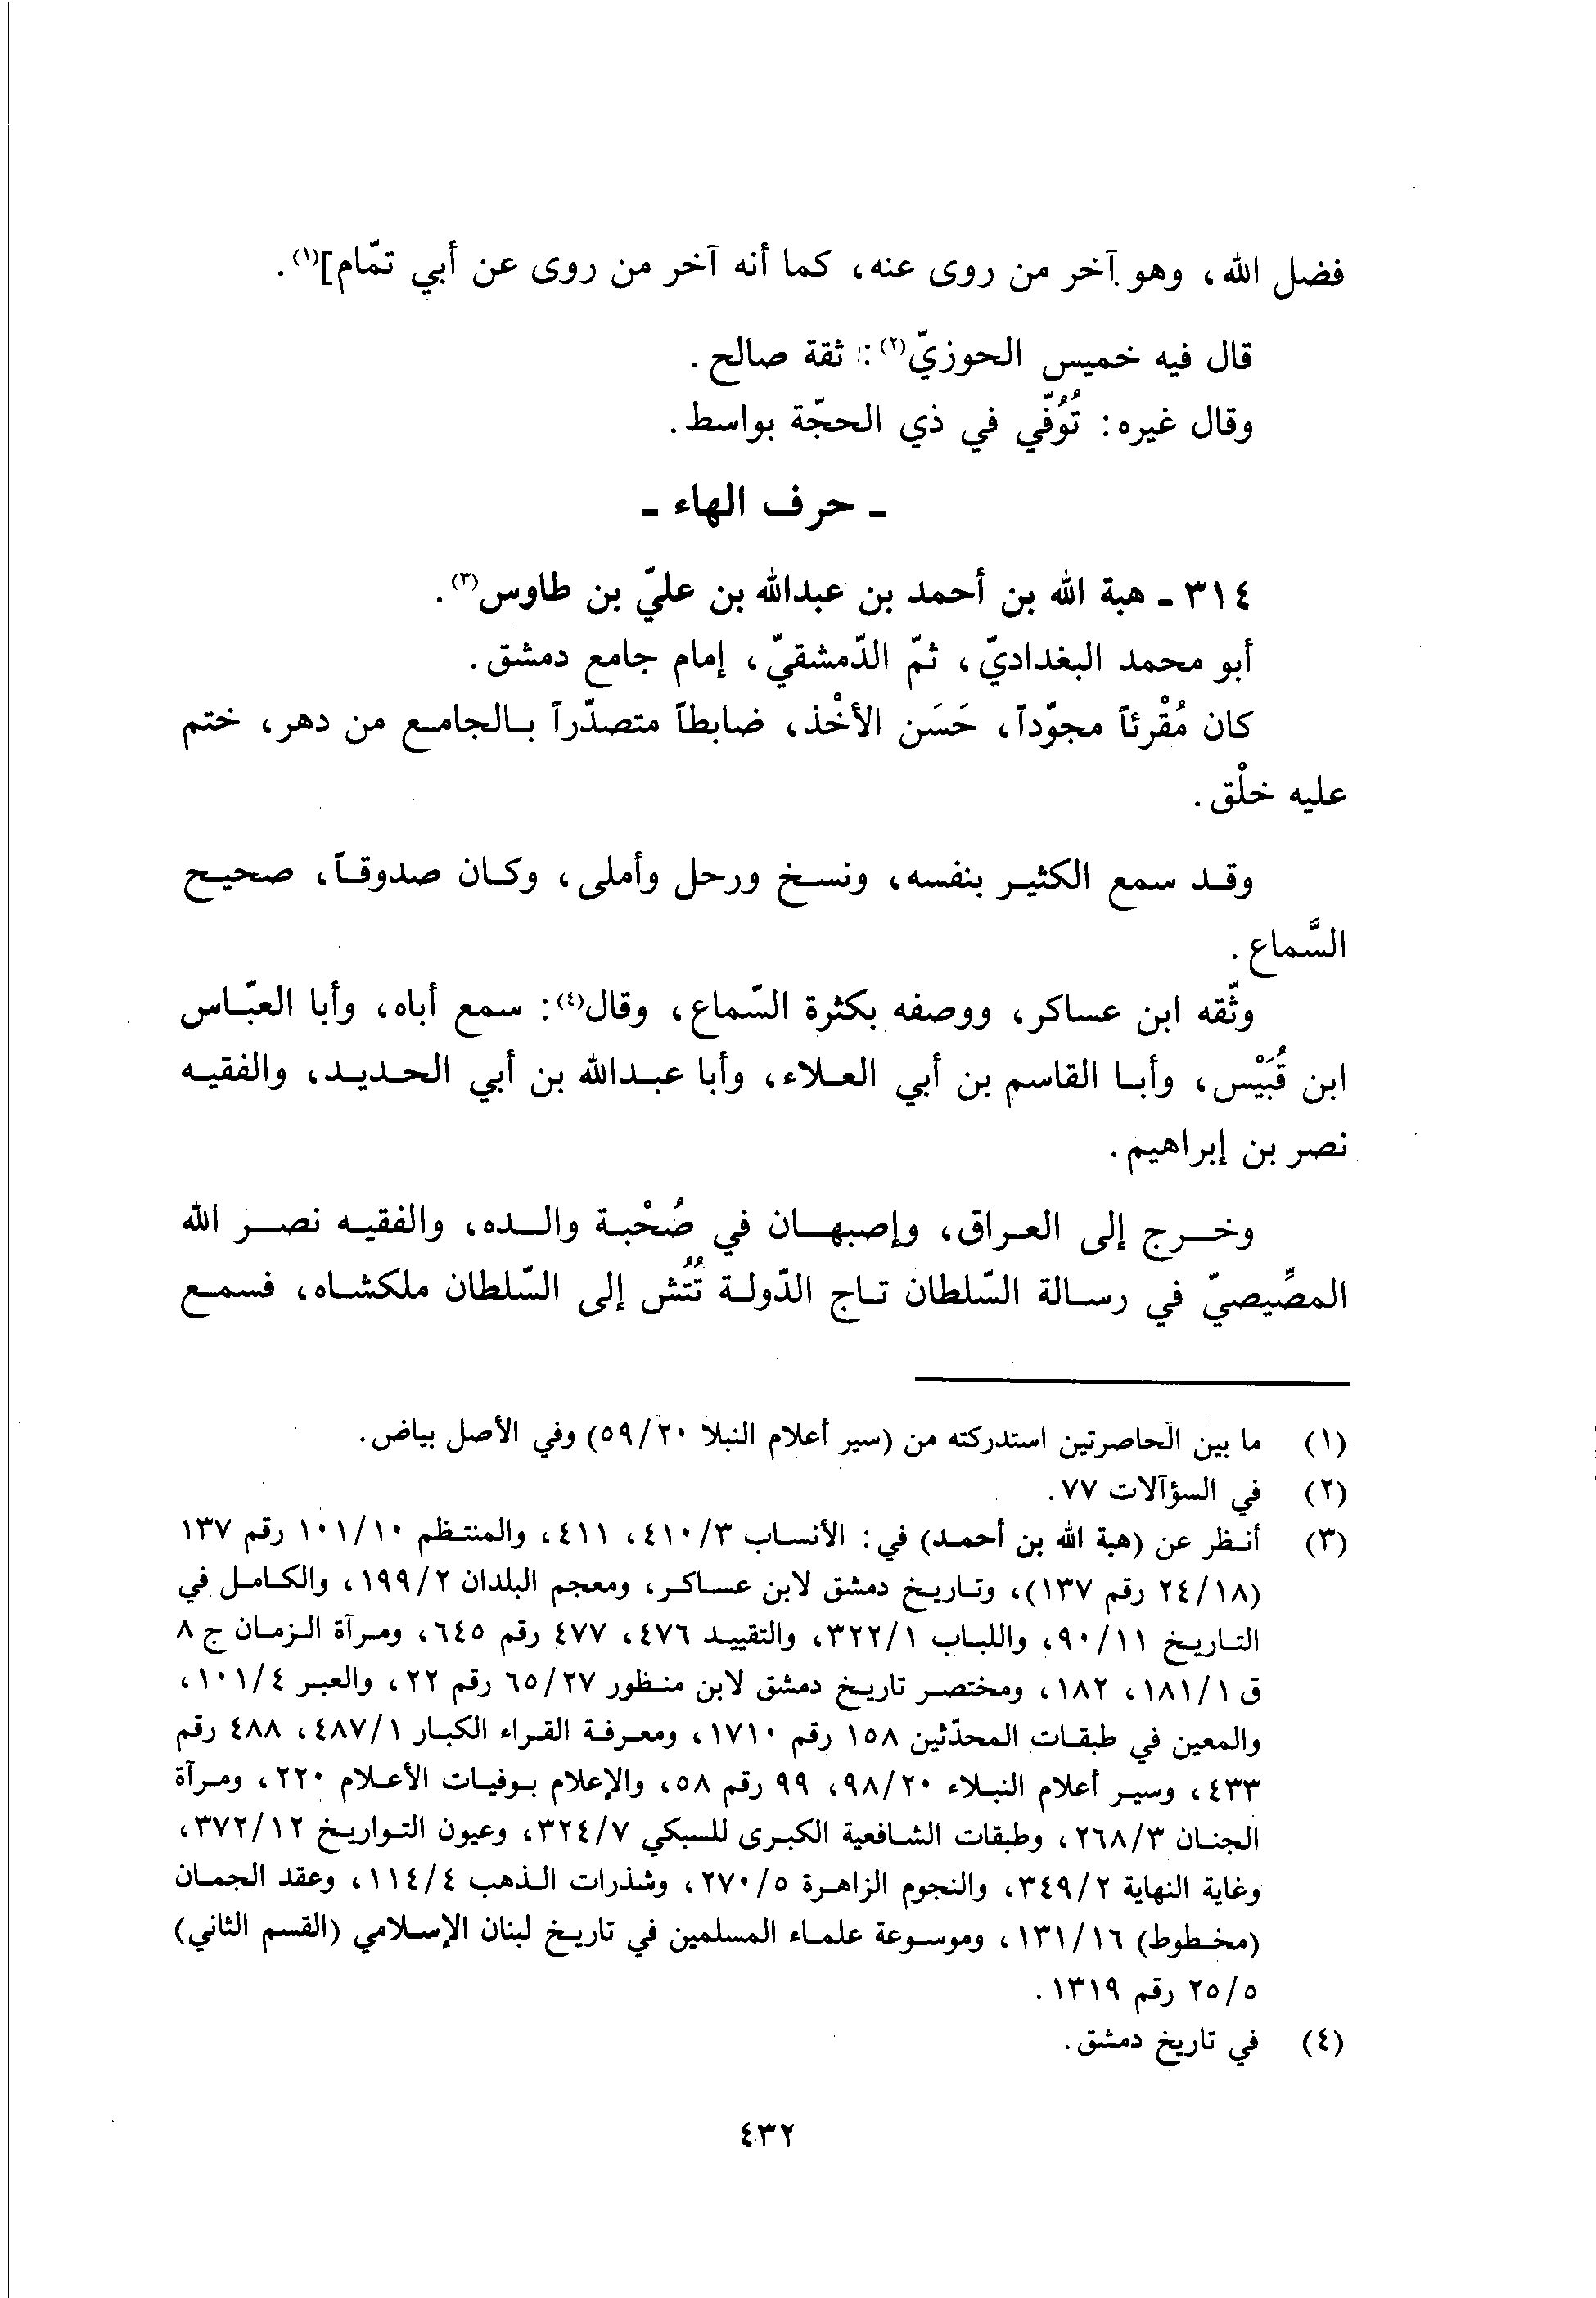 فضل الله، وهو آخر من روى عنه، كما أنه آخر من روى عن أبي تمّام](١).
قال فيه خميس الحوزيّ(٢): ثقة صالح.
وقال غيره: تُوُفّي في ذي الحجّة بواسط.
- حرف الهاء -
٣١٤ - هبة الله بن أحمد بن عبدالله بن عليّ بن طاوس(٣).
أبو محمد البغداديّ، ثمّ الدّمشقيّ، إمام جامع دمشق.
كان مُقْرئاً مجوّداً، حَسَن الأخْذ، ضابطاً متصدّراً بالجامع من دهر، ختم
عليه خلْق.
وقد سمع الكثير بنفسه، ونسخ ورحل وأملى، وكان صدوقاً، صحيح
السَّماع.
وثّقه ابن عساكر، ووصفه بكثرة السّماع، وقال(٤): سمع أباه، وأبا العبّاس
ابن قُبَيْس، وأبا القاسم بن أبي العلاء، وأبا عبدالله بن أبي الحديد، والفقيه
نصر بن إبراهيم.
وخرج إلى العراق، وإصبهان في صُحْبة والده، والفقيه نصر الله
المصِّيصيّ في رسالة السّلطان تاج الدّولة تُتُش إلى السّلطان ملكشاه، فسمع
(١) ما بين الحاصرتين استدركته من (سير أعلام النبلا ٥٩/٢٠) وفي الأصل بياض.
(٢) في السؤآلات ٧٧.
(٣) أنظر عن (هبة الله بن أحمد) في: الأنساب ٤١٠/٣، ٤١١، والمنتظم ١٠١/١٠ رقم ١٣٧
(٢٤/١٨ رقم ١٣٧)، وتاريخ دمشق لابن عساكر، ومعجم البلدان ١٩٩/٢، والكامل في
التاريخ ٩٠/١١، واللباب ٣٢٢/١، والتقييد ٤٧٦، ٤٧٧ رقم ٦٤٥، ومرآة الزمان ج ٨
ق ١٨١/١، ١٨٢، ومختصر تاريخ دمشق لابن منظور ٦٥/٢٧ رقم ٢٢، والعبر ١٠١/٤،
والمعين في طبقات المحدّثين ١٥٨ رقم ١٧١٠، ومعرفة القراء الكبار ٤٨٧/١، ٤٨٨ رقم
٤٣٣، وسير أعلام النبلاء ٩٨/٢٠، ٩٩ رقم ٥٨، والإعلام بوفيات الأعلام ٢٢٠، ومرآة
الجنان ٢٦٨/٣، وطبقات الشافعية الكبرى للسبكي ٣٢٤/٧، وعيون التواريخ ٣٧٢/١٢،
وغاية النهاية ٣٤٩/٢، والنجوم الزاهرة ٢٧٠/٥، وشذرات الذهب ١١٤/٤، وعقد الجمان
(مخطوط) ١٣١/١٦، وموسوعة علماء المسلمين في تاريخ لبنان الإسلامي (القسم الثاني)
٢٥/٥ رقم ١٣١٩.
(٤) في تاريخ دمشق.
٤٣٢